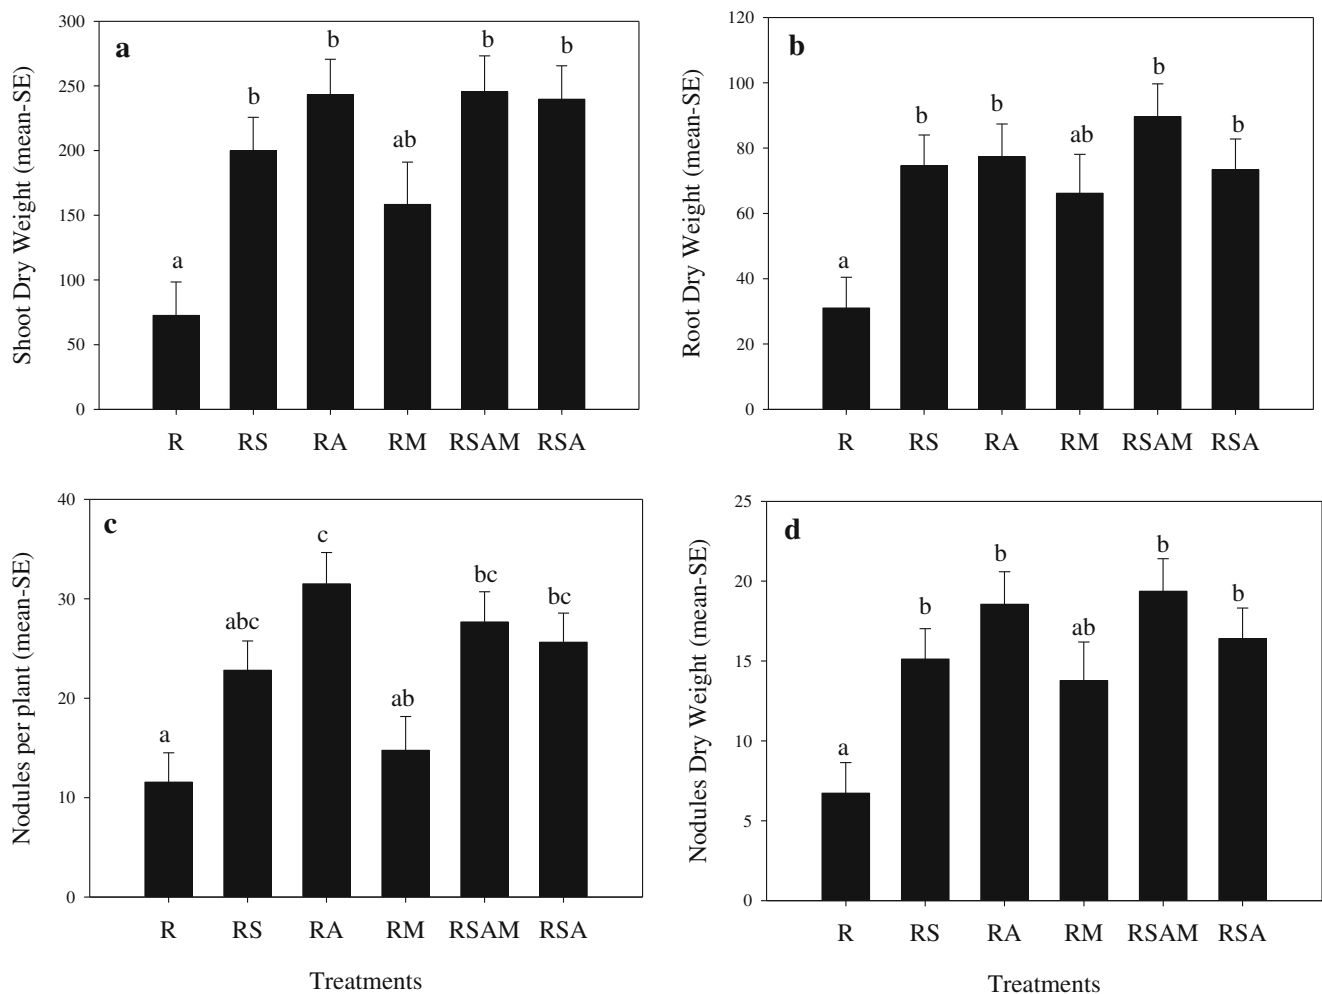 a
Shoot Dry Weight (mean-SE)
300
250
200
150
100
50
0
a
b
b
ab
b
b
R RS RA RM RSAM RSA
b
Root Dry Weight (mean-SE)
120
100
80
60
40
20
0
a
b
b
ab
b
b
R RS RA RM RSAM RSA
c
Nodules per plant (mean-SE)
40
30
20
10
0
a
abc
c
ab
bc
bc
R RS RA RM RSAM RSA
Treatments
d
Nodules Dry Weight (mean-SE)
25
20
15
10
5
0
a
b
b
ab
b
b
R RS RA RM RSAM RSA
Treatments